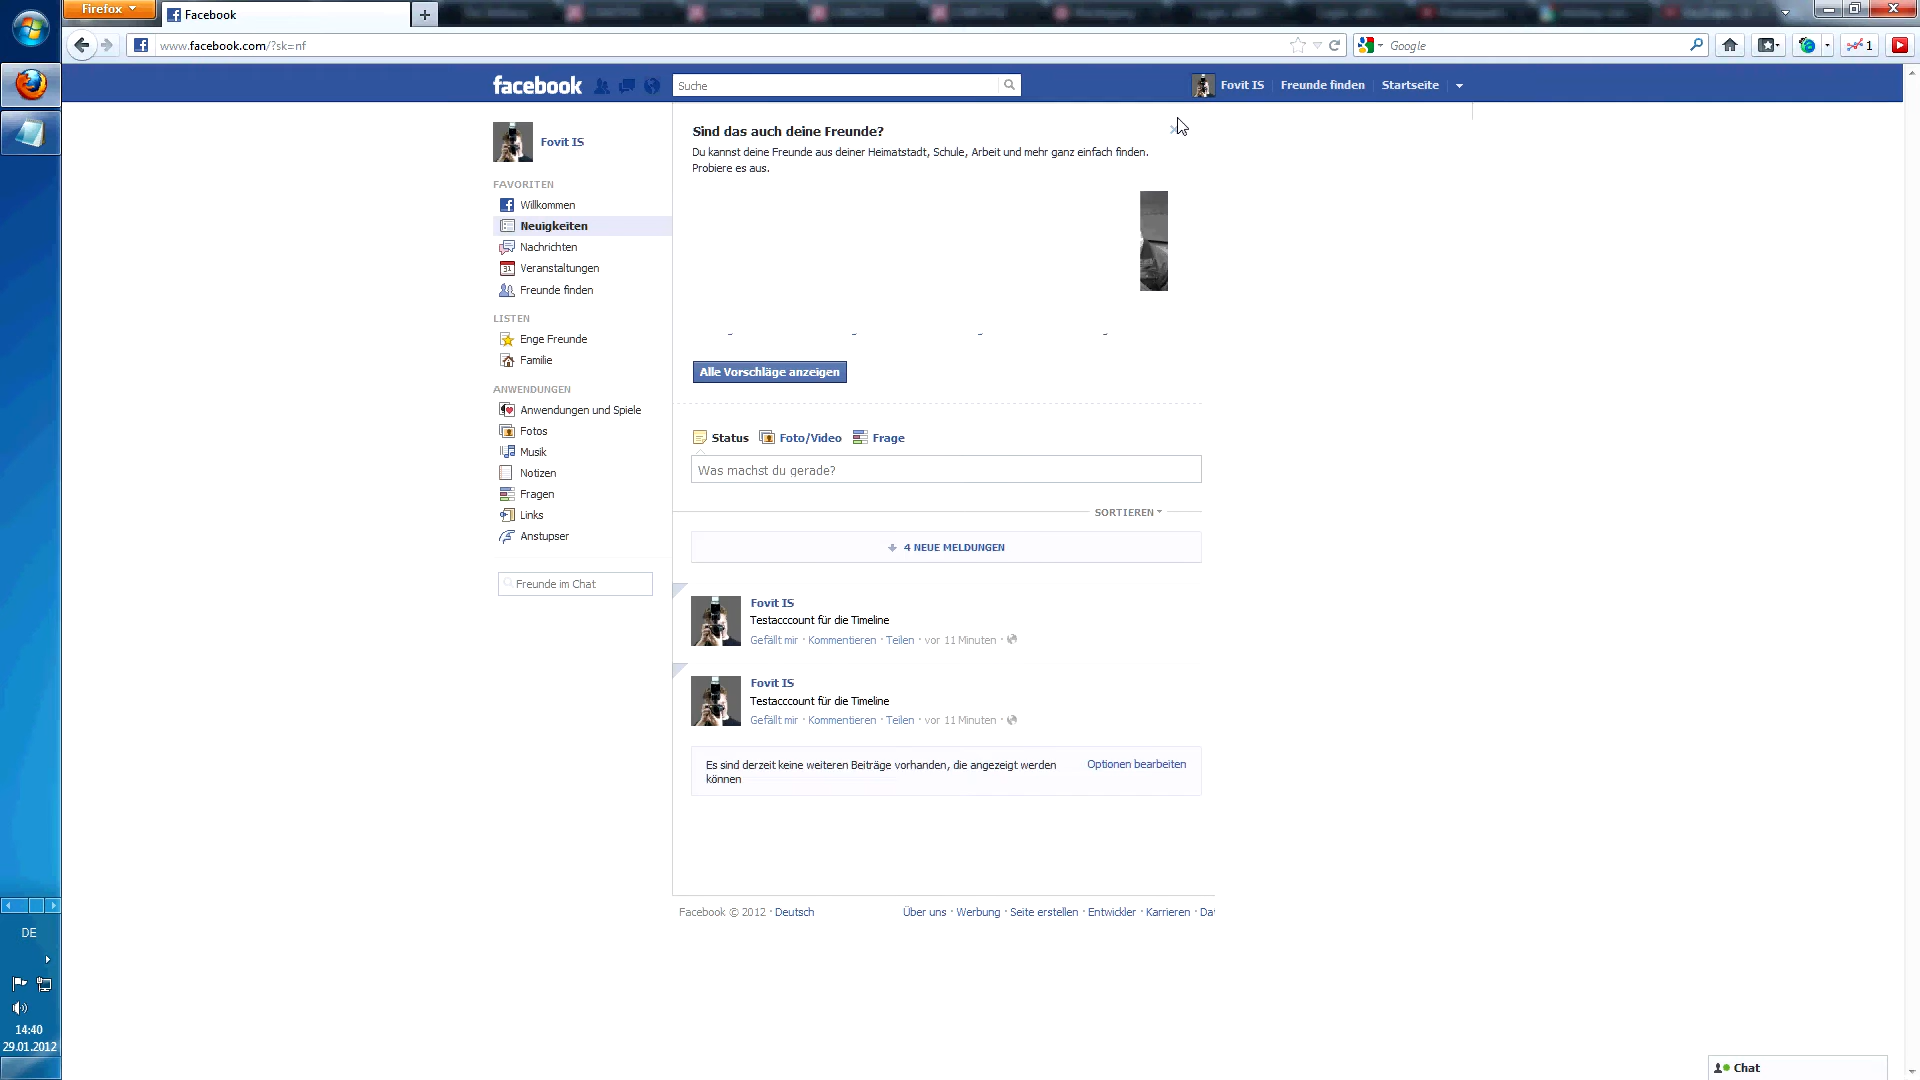 Firefox
Facebook
www.facebook.com/?sk=nf
Google
1
facebook
Suche
Fovit IS
Freunde finden
Startseite
Fovit IS
FAVORITEN
Willkommen
Neuigkeiten
Nachrichten
31
Veranstaltungen
Freunde finden
LISTEN
Enge Freunde
Familie
ANWENDUNGEN
Anwendungen und Spiele
Fotos
Musik
Notizen
Fragen
Links
Anstupser
Freunde im Chat
Sind das auch deine Freunde?
Du kannst deine Freunde aus deiner Heimatstadt, Schule, Arbeit und mehr ganz einfach finden.
Probiere es aus.
Alle Vorschläge anzeigen
Status Foto/Video Frage
Was machst du gerade?
SORTIEREN
4 NEUE MELDUNGEN
Fovit IS
Testacccount für die Timeline
Gefällt mir · Kommentieren · Teilen · vor 11 Minuten ·
Fovit IS
Testacccount für die Timeline
Gefällt mir · Kommentieren · Teilen · vor 11 Minuten ·
Es sind derzeit keine weiteren Beiträge vorhanden, die angezeigt werden
können
Optionen bearbeiten
Facebook © 2012 · Deutsch
Über uns · Werbung · Seite erstellen · Entwickler · Karrieren · Da
DE
14:40
29.01.2012
Chat